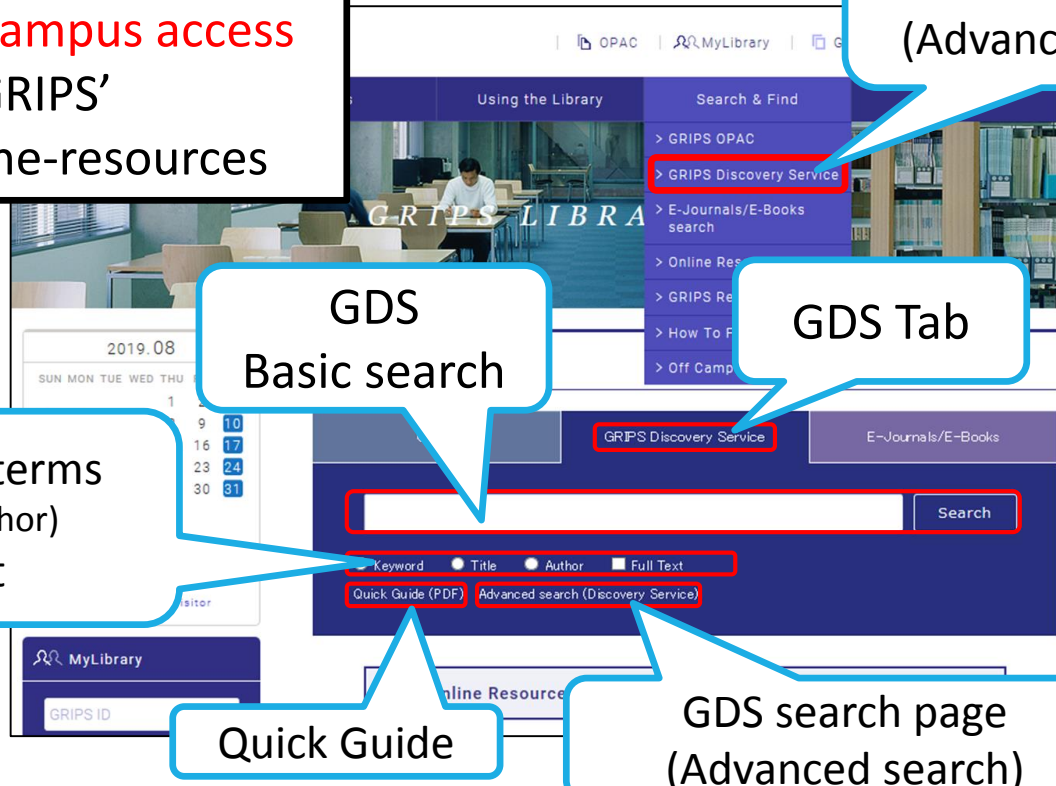 ampus access
GRIPS'
ne-resources
OPAC
MyLibrary
(Advanc
Using the Library
Search & Find
> GRIPS OPAC
> GRIPS Discovery Service
> E-Journals/E-Books
search
> Online Res
> GRIPS Re
> How To F
> Off Camp
GRIPS LIBRA
GDS
Basic search
GDS Tab
2019.08
SUN MON TUE WED THU
1
9 10
16 17
23 24
30 31
terms
hor)
t
isitor
GRIPS Discovery Service
E-Journals/E-Books
Search
Keyword Title Author Full Text
Quick Guide (PDF) Advanced search (Discovery Service)
MyLibrary
GRIPS ID
nline Resource
Quick Guide
GDS search page
(Advanced search)